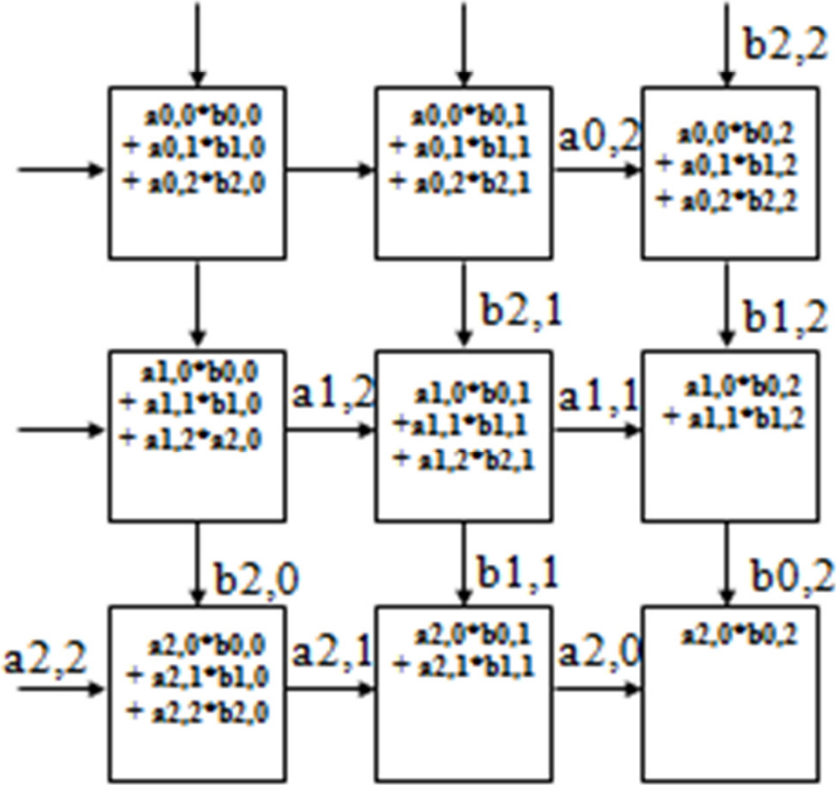 b2,2
a0,0*b0,0
+ a0,1*b1,0
+ a0,2*b2,0
a0,0*b0,1
+ a0,1*b1,1
+ a0,2*b2,1
a0,2
a0,0*b0,2
+ a0,1*b1,2
+ a0,2*b2,2
b2,1
b1,2
a1,0*b0,0
+ a1,1*b1,0
+ a1,2*a2,0
a1,2
a1,0*b0,1
+a1,1*b1,1
+ a1,2*b2,1
a1,1
a1,0*b0,2
+ a1,1*b1,2
b2,0
b1,1
b0,2
a2,2
a2,0*b0,0
+ a2,1*b1,0
+ a2,2*b2,0
a2,1
a2,0*b0,1
+ a2,1*b1,1
a2,0
a2,0*b0,2